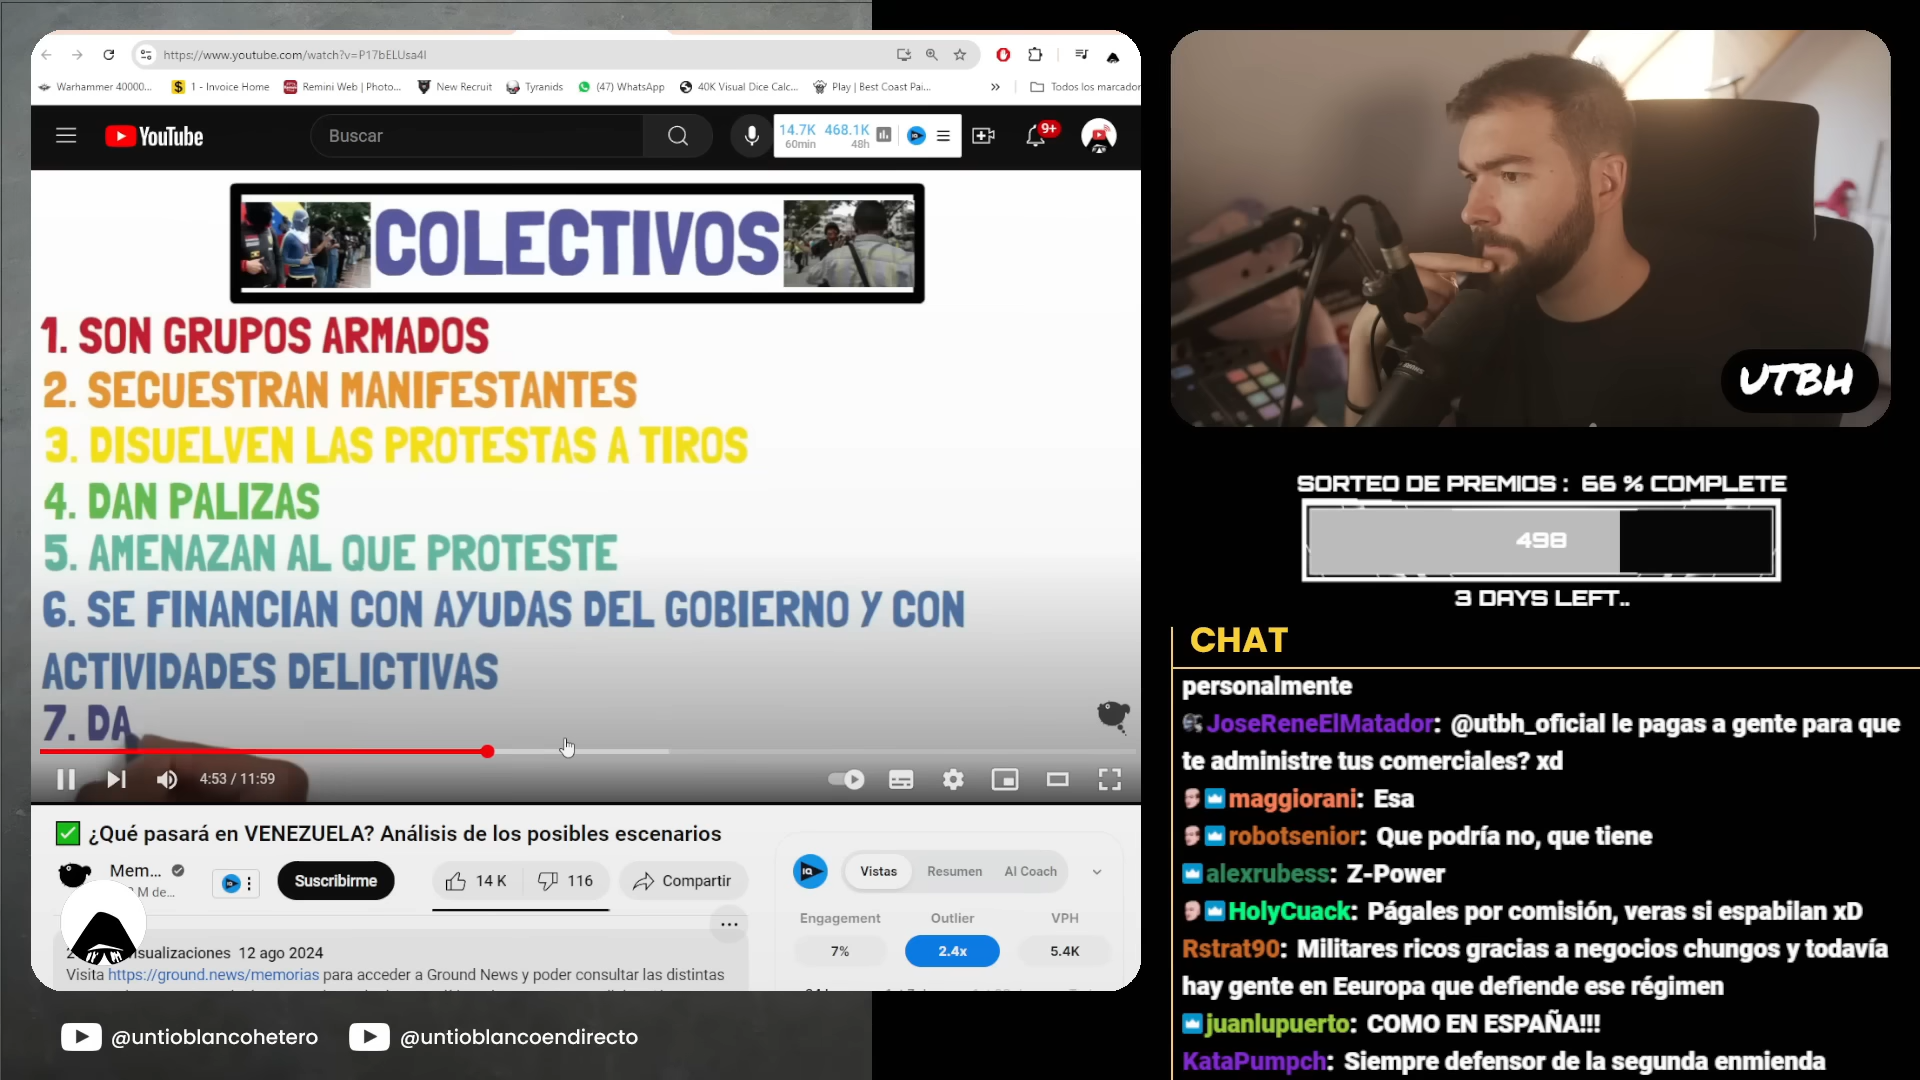 https://www.youtube.com/watch?v=P17bELUsa4I
Warhammer 40000...
1 - Invoice Home
Remini Web | Photo...
New Recruit
Tyranids
(47) WhatsApp
40K Visual Dice Calc...
Play | Best Coast Pai...
»
Todos los marcador
YouTube
Buscar
14.7K 468.1K
60min 48h
9+
COLECTIVOS
1. SON GRUPOS ARMADOS
2. SECUESTRAN MANIFESTANTES
3. DISUELVEN LAS PROTESTAS A TIROS
4. DAN PALIZAS
5. AMENAZAN AL QUE PROTESTE
6. SE FINANCIAN CON AYUDAS DEL GOBIERNO Y CON
ACTIVIDADES DELICTIVAS
7. DA
4:53 / 11:59
✅ ¿Qué pasará en VENEZUELA? Análisis de los posibles escenarios
Mem...
M de...
IQ
Suscribirme
14 K
116
Compartir
IQ
Vistas
Resumen
AI Coach
Engagement
Outlier
VPH
7%
2.4x
5.4K
...
sualizaciones 12 ago 2024
Visita https://ground.news/memorias para acceder a Ground News y poder consultar las distintas
@untioblancohetero
@untioblancoendirecto
UTBH
SORTEO DE PREMIOS : 66 % COMPLETE
498
3 DAYS LEFT..
CHAT
personalmente
JoseReneElMatador: @utbh_oficial le pagas a gente para que
te administre tus comerciales? xd
maggiorani: Esa
robotsenior: Que podría no, que tiene
alexrubess: Z-Power
HolyCuack: Págales por comisión, veras si espabilan xD
Rstrat90: Militares ricos gracias a negocios chungos y todavía
hay gente en Eeuropa que defiende ese régimen
juanlupuerto: COMO EN ESPAÑA!!!
KataPumpch: Siempre defensor de la segunda enmienda